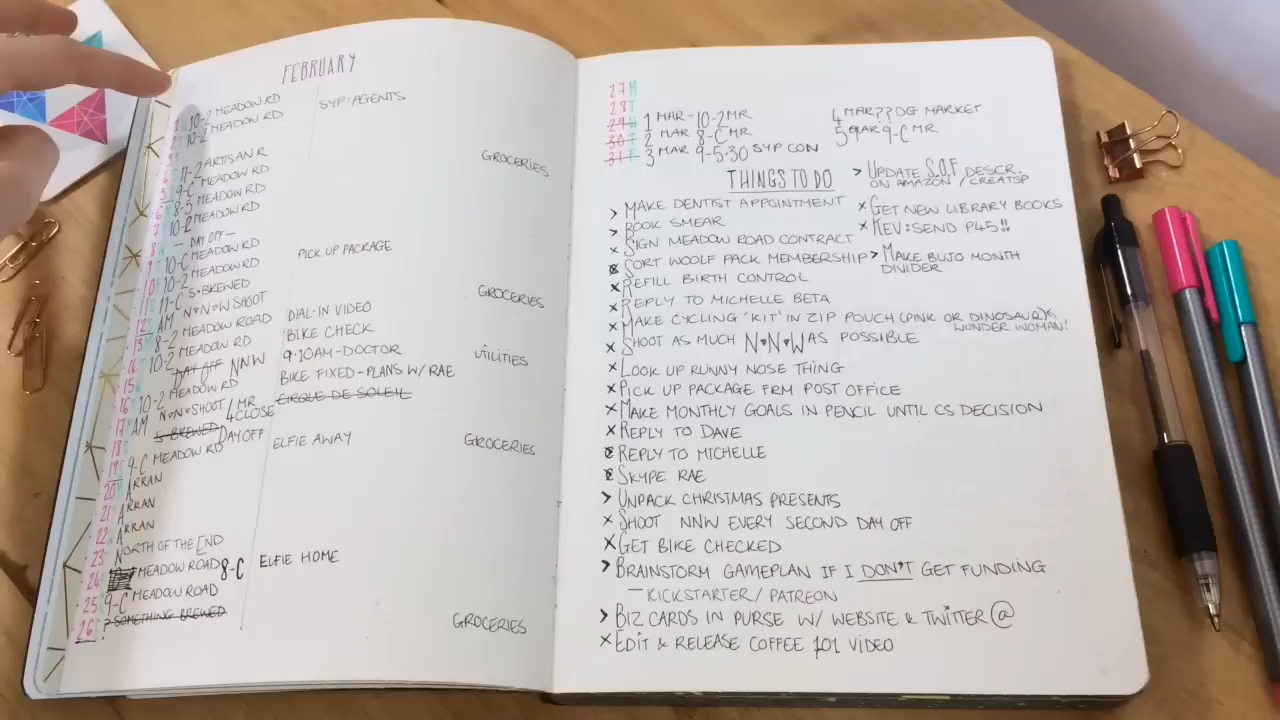 FEBRUARY
1 10-2 MEADOW RD SYP: AGENTS
2 10-2 MEADOW RD
3
4 11-2 ARTISAN R GROCERIES
5 9-C MEADOW RD
6 8-5 MEADOW RD
7 10-2 MEADOW RD
8 — DAY OFF —
9 10-C MEADOW RD PICK UP PACKAGE
10 10-2 MEADOW RD
11 11-C S•BREWED GROCERIES
12 AM N•N•W SHOOT DIAL-IN VIDEO
13 8-2 MEADOW ROAD BIKE CHECK
14 10-2 MEADOW RD 9•10AM-DOCTOR UTILITIES
15 DAY OFF NNW BIKE FIXED-PLANS W/ RAE
16 10-2 MEADOW RD CIRQUE DE SOLEIL
17 AM N•N•SHOOT / MR 4CLOSE
18 S•BREWED DAY OFF ELFIE AWAY GROCERIES
19 9-C MEADOW RD
20 ARRAN
21 ARRAN
22 ARRAN
23 NORTH OF THE END
24 MEADOW ROAD 8-C ELFIE HOME
25 9-C MEADOW ROAD
26 ? SOMETHING BREWED GROCERIES
27 M
28 T
29 W 1 MAR-10-2MR 4 MAR?? DG MARKET
30 T 2 MAR 8-C MR 5 MAR 9-C MR
31 F 3 MAR 9-5:30 SYP CON
THINGS TO DO
> MAKE DENTIST APPOINTMENT
> BOOK SMEAR
× SIGN MEADOW ROAD CONTRACT
SORT WOOLF PACK MEMBERSHIP
× REFILL BIRTH CONTROL
× REPLY TO MICHELLE BETA
× MAKE CYCLING 'KIT' IN ZIP POUCH (PINK OR DINOSAUR)
WONDER WOMAN!
× SHOOT AS MUCH N•N•W AS POSSIBLE
× LOOK UP RUNNY NOSE THING
× PICK UP PACKAGE FRM POST OFFICE
× MAKE MONTHLY GOALS IN PENCIL UNTIL CS DECISION
× REPLY TO DAVE
REPLY TO MICHELLE
SKYPE RAE
> UNPACK CHRISTMAS PRESENTS
× SHOOT NNW EVERY SECOND DAY OFF
× GET BIKE CHECKED
> BRAINSTORM GAMEPLAN IF I DON'T GET FUNDING
— KICKSTARTER / PATREON
> BIZ CARDS IN PURSE W/ WEBSITE & TWITTER @
× EDIT & RELEASE COFFEE 101 VIDEO
> UPDATE S.O.F DESCR.
ON AMAZON / CREATSP
× GET NEW LIBRARY BOOKS
× KEV: SEND P45!!
> MAKE BUJO MONTH
DIVIDER